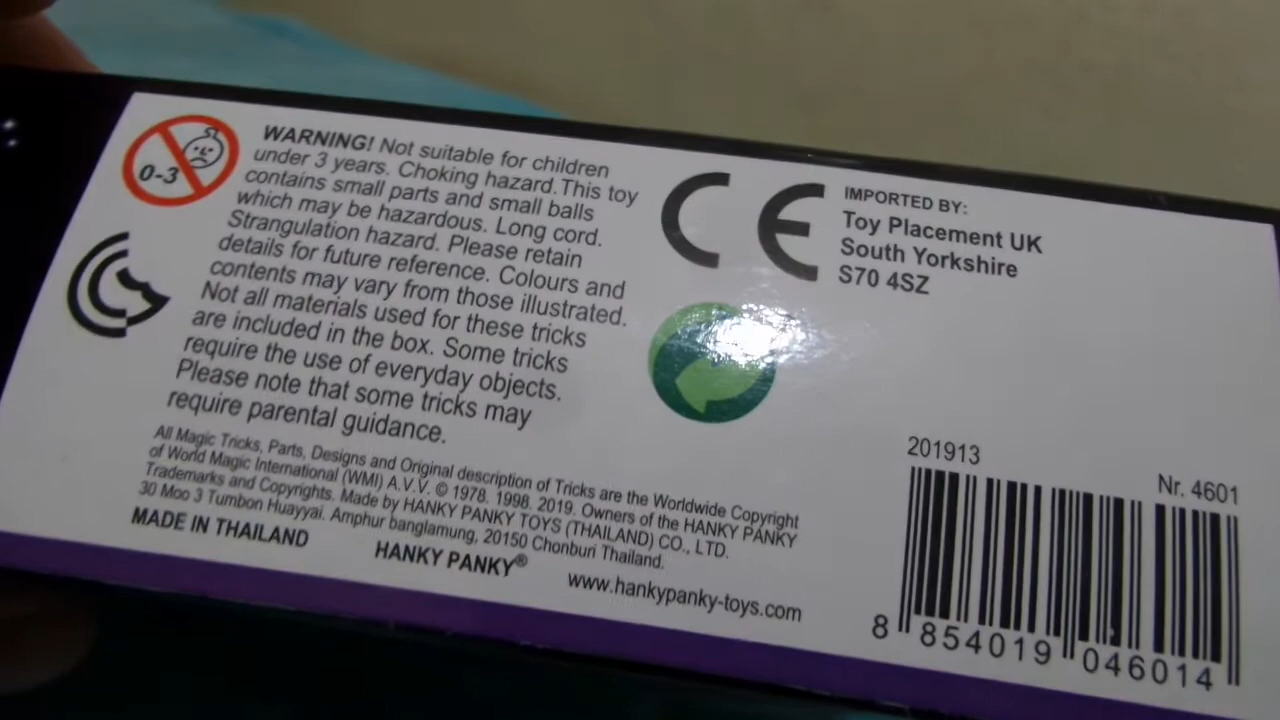 0-3
WARNING! Not suitable for children
under 3 years. Choking hazard. This toy
contains small parts and small balls
which may be hazardous. Long cord.
Strangulation hazard. Please retain
details for future reference. Colours and
contents may vary from those illustrated.
Not all materials used for these tricks
are included in the box. Some tricks
require the use of everyday objects.
Please note that some tricks may
require parental guidance.
CE
IMPORTED BY:
Toy Placement UK
South Yorkshire
S70 4SZ
All Magic Tricks, Parts, Designs and Original description of Tricks are the Worldwide Copyright
of World Magic International (WMI) A.V.V. © 1978. 1998. 2019. Owners of the HANKY PANKY
Trademarks and Copyrights. Made by HANKY PANKY TOYS (THAILAND) CO., LTD.
30 Moo 3 Tumbon Huayyai. Amphur banglamung, 20150 Chonburi Thailand.
MADE IN THAILAND
HANKY PANKY®
www.hankypanky-toys.com
201913
Nr. 4601
8 854019 046014